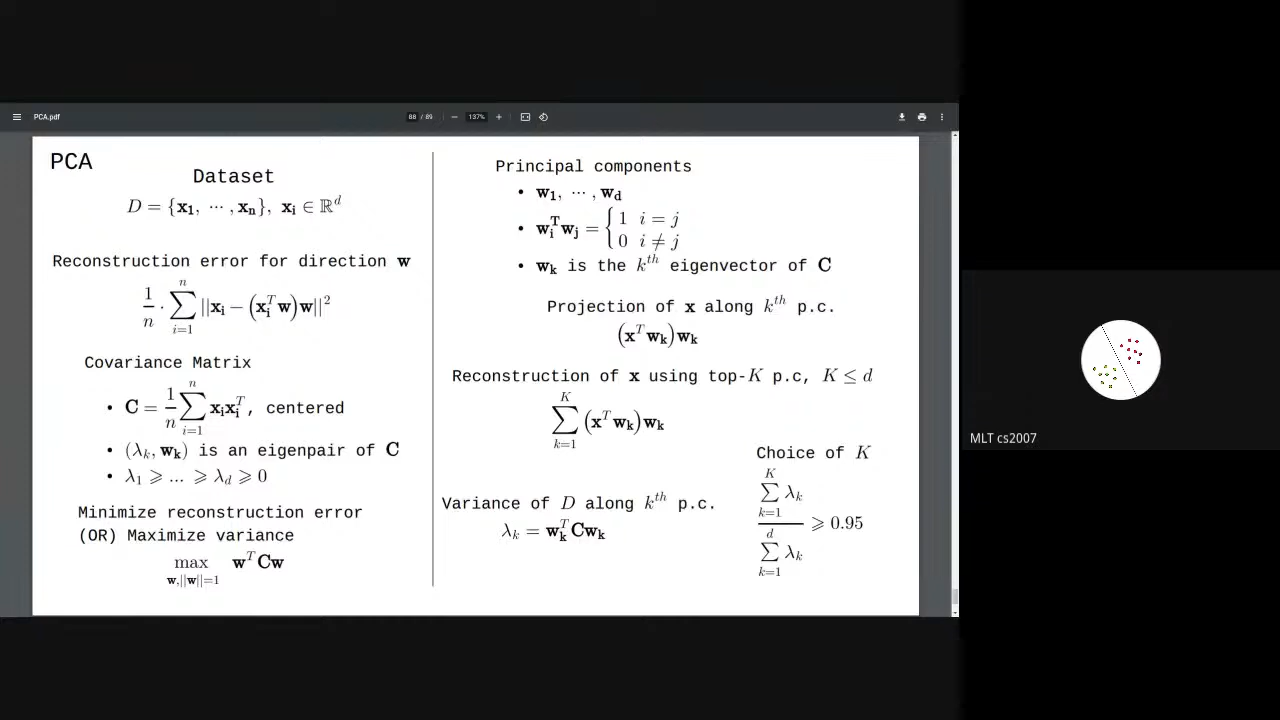 PCA.pdf
88 / 89
137%
PCA
Dataset
D = {x₁, ⋯ , xₙ}, xᵢ ∈ ℝᵈ
Reconstruction error for direction w
1/n · ∑ᵢ₌₁ⁿ ||xᵢ − (xᵢᵀw)w||²
Covariance Matrix
• C = 1/n ∑ᵢ₌₁ⁿ xᵢxᵢᵀ, centered
• (λₖ, wₖ) is an eigenpair of C
• λ₁ ⩾ ... ⩾ λ_d ⩾ 0
Minimize reconstruction error
(OR) Maximize variance
max wᵀCw
w,||w||=1
Principal components
• w₁, ⋯ , w_d
• wᵢᵀwⱼ = { 1 i = j
0 i ≠ j
• wₖ is the kᵗʰ eigenvector of C
Projection of x along kᵗʰ p.c.
(xᵀwₖ)wₖ
Reconstruction of x using top-K p.c, K ≤ d
∑ₖ₌₁ᴷ (xᵀwₖ)wₖ
Variance of D along kᵗʰ p.c.
λₖ = wₖᵀCwₖ
Choice of K
∑ₖ₌₁ᴷ λₖ / ∑ₖ₌₁ᵈ λₖ ⩾ 0.95
MLT cs2007